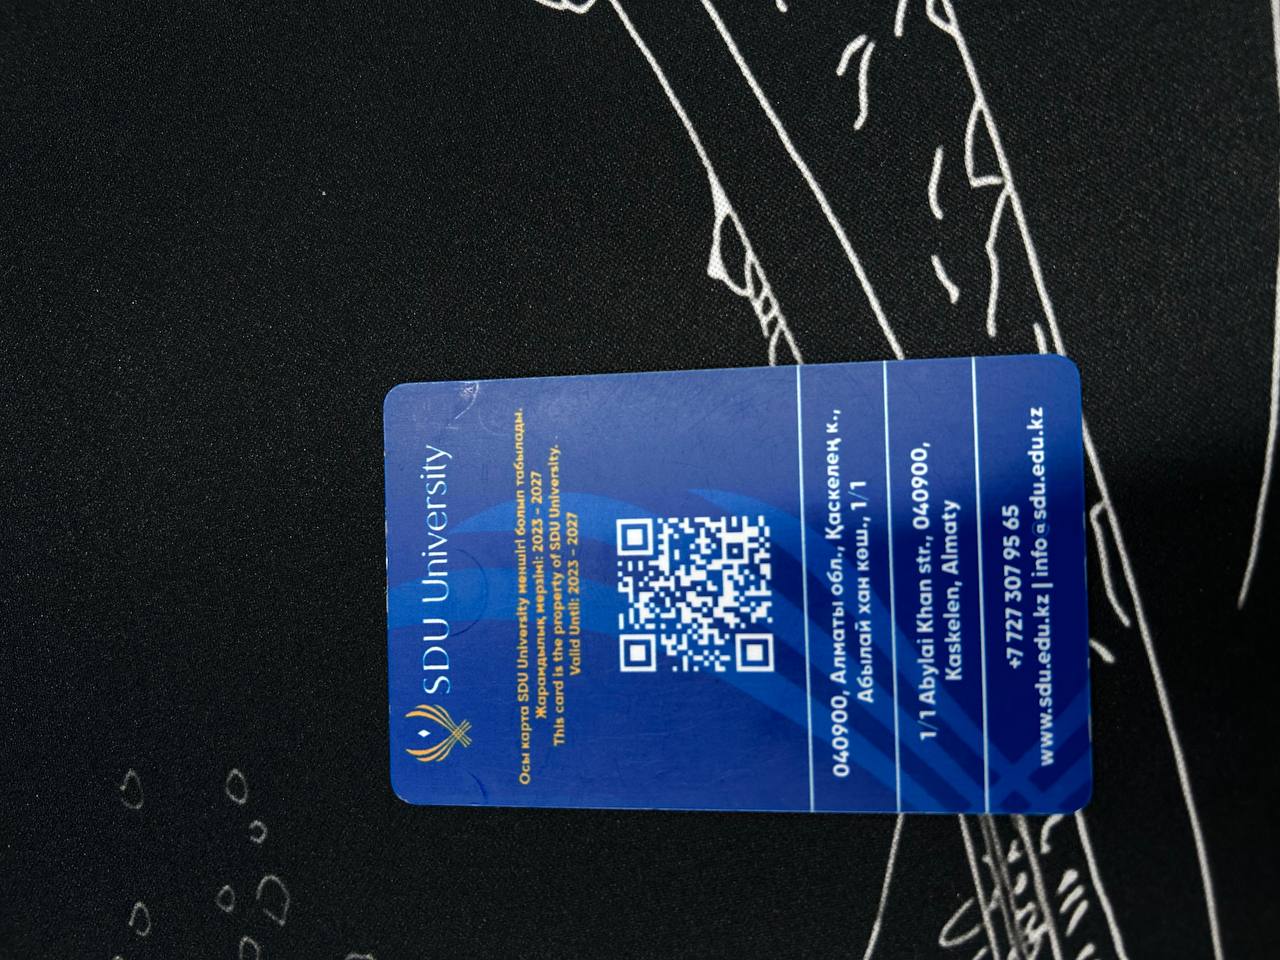 SDU University
Осы карта SDU University меншігі болып табылады.
Жарамдылық мерзімі: 2023 - 2027
This card is the property of SDU University.
Valid Until: 2023 - 2027
040900, Алматы обл., Қаскелең к.,
Абылай хан көш., 1/1
1/1 Abylai Khan str., 040900,
Kaskelen, Almaty
+7 727 307 95 65
www.sdu.edu.kz | info@sdu.edu.kz